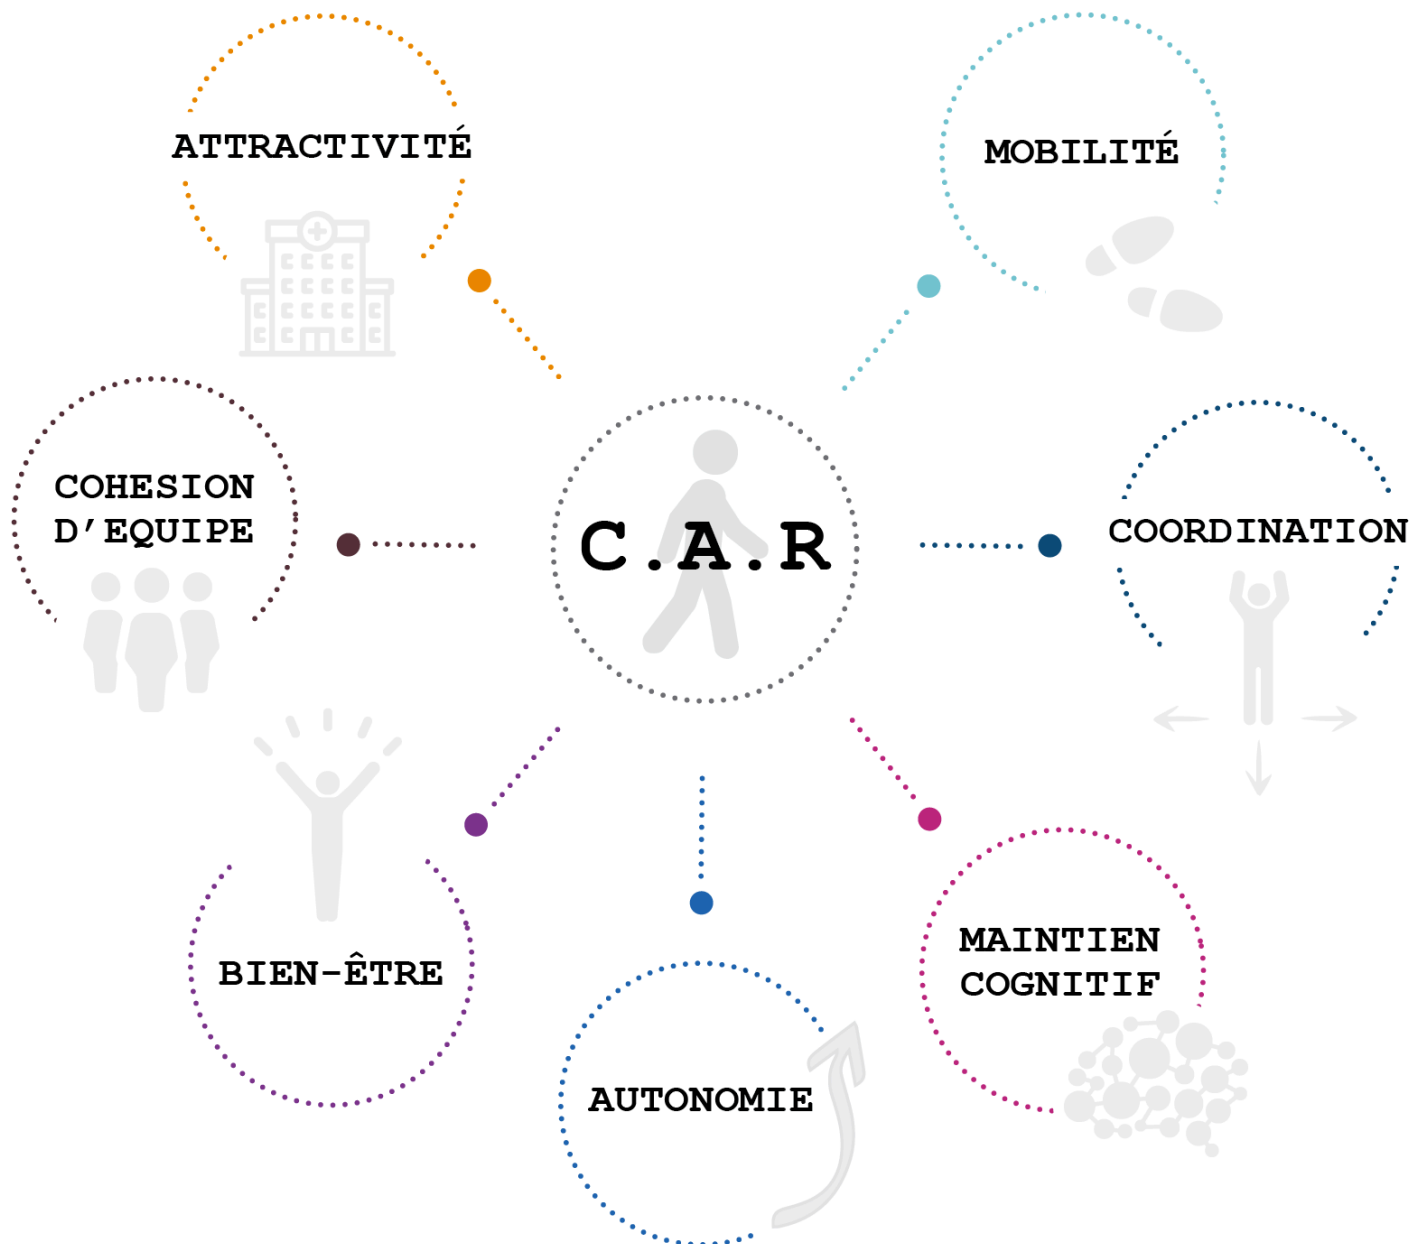 ATTRACTIVITÉ
MOBILITÉ
COHESION
D'EQUIPE
C.A.R
COORDINATION
BIEN-ÊTRE
MAINTIEN
COGNITIF
AUTONOMIE